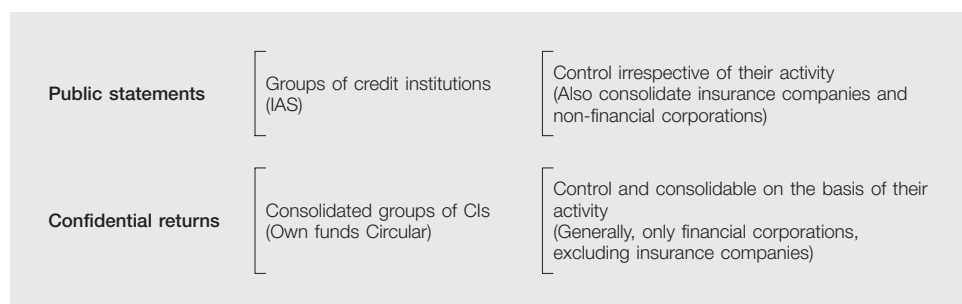 Public statements
Groups of credit institutions
(IAS)
Control irrespective of their activity
(Also consolidate insurance companies and
non-financial corporations)
Confidential returns
Consolidated groups of CIs
(Own funds Circular)
Control and consolidable on the basis of their
activity
(Generally, only financial corporations,
excluding insurance companies)